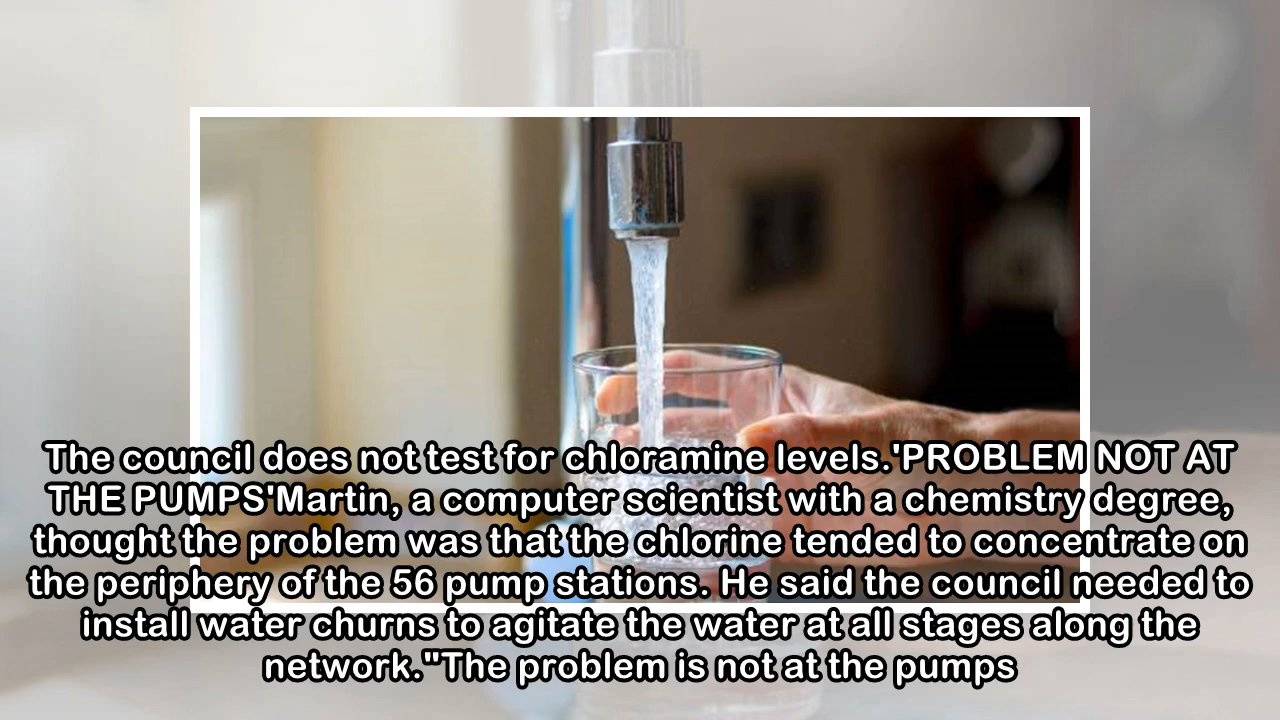 The council does not test for chloramine levels.'PROBLEM NOT AT
THE PUMPS'Martin, a computer scientist with a chemistry degree,
thought the problem was that the chlorine tended to concentrate on
the periphery of the 56 pump stations. He said the council needed to
install water churns to agitate the water at all stages along the
network."The problem is not at the pumps